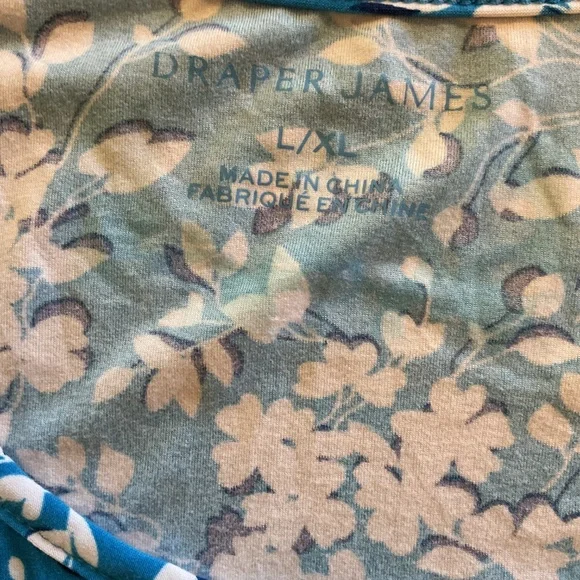 DRAPER JAMES
L/XL
MADE IN CHINA
FABRIQUÉ EN CHINE